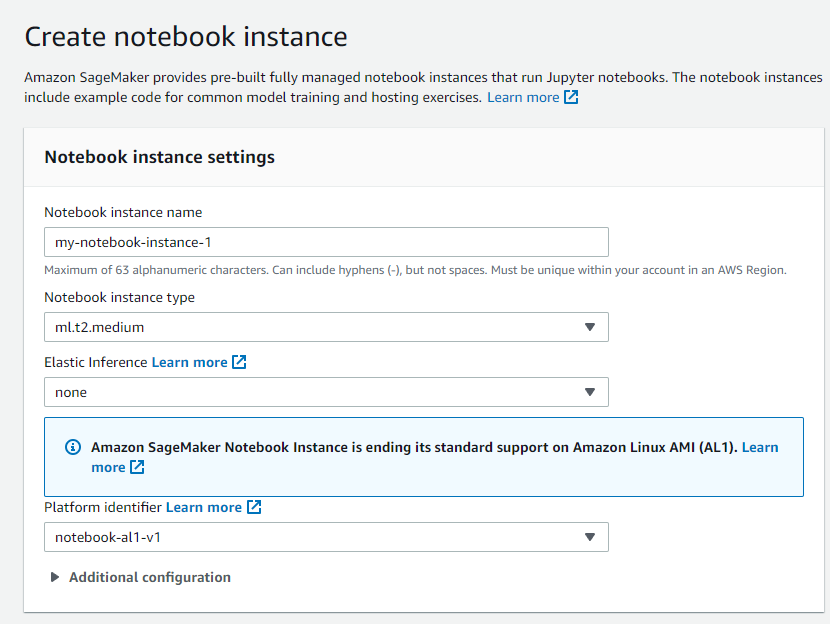 Create notebook instance
Amazon SageMaker provides pre-built fully managed notebook instances that run Jupyter notebooks. The notebook instances
include example code for common model training and hosting exercises. Learn more
Notebook instance settings
Notebook instance name
my-notebook-instance-1
Maximum of 63 alphanumeric characters. Can include hyphens (-), but not spaces. Must be unique within your account in an AWS Region.
Notebook instance type
ml.t2.medium
Elastic Inference Learn more
none
Amazon SageMaker Notebook Instance is ending its standard support on Amazon Linux AMI (AL1). Learn
more
Platform identifier Learn more
notebook-al1-v1
Additional configuration